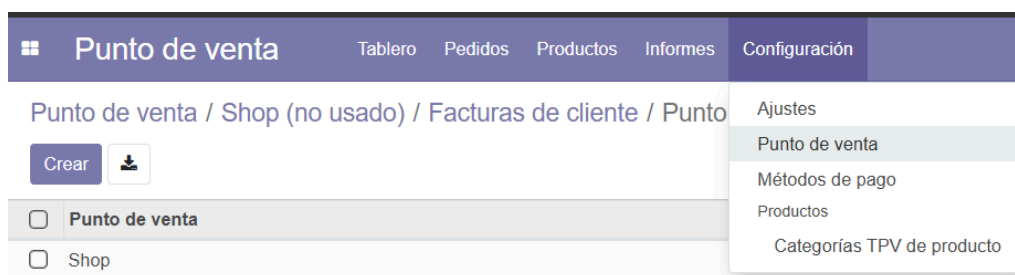 Punto de venta Tablero Pedidos Productos Informes Configuración
Punto de venta / Shop (no usado) / Facturas de cliente / Punto
Ajustes
Punto de venta
Métodos de pago
Productos
Categorías TPV de producto
Crear
Punto de venta
Shop